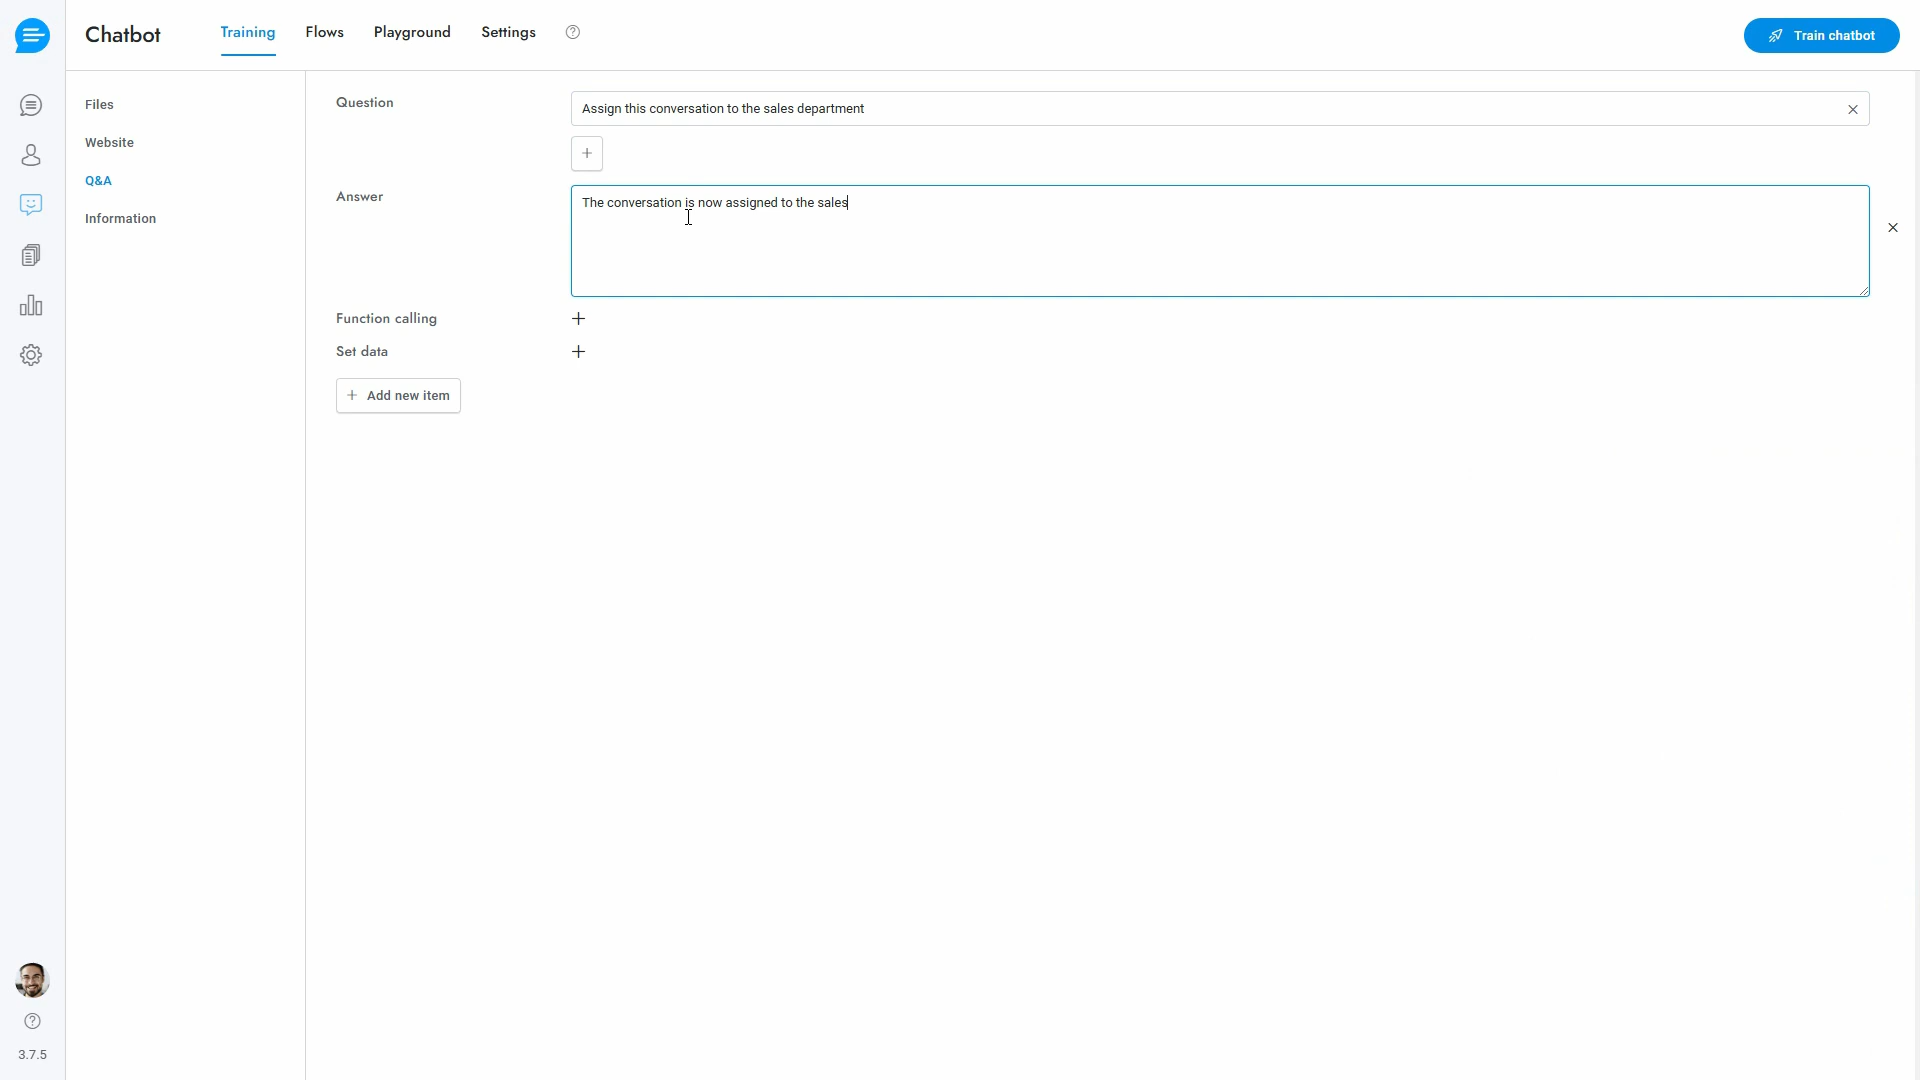 Chatbot
Training
Flows
Playground
Settings
Train chatbot
Files
Website
Q&A
Information
Question
Assign this conversation to the sales department
Answer
The conversation is now assigned to the sales
Function calling
Set data
Add new item
3.7.5